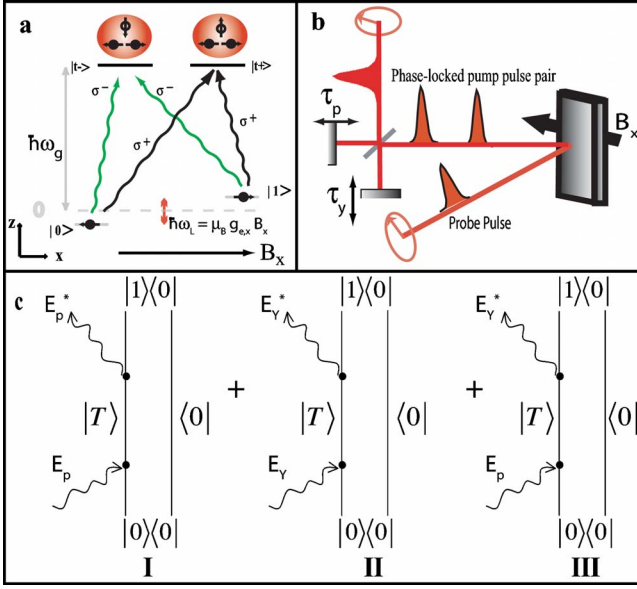 a
Φ Φ
|t-⟩ |t+⟩
σ⁻ σ⁻
σ⁺ σ⁺
ħω_g
|1⟩
0
|0⟩
ħω_L = μ_B g_e,x B_x
z
x
B_x
b
Phase-locked pump pulse pair
τ_p
B_x
τ_y
Probe Pulse
c
|1⟩⟨0| |1⟩⟨0| |1⟩⟨0|
E_p* E_Y* E_Y*
+ +
|T⟩ ⟨0| |T⟩ ⟨0| |T⟩ ⟨0|
E_p E_Y E_p
|0⟩⟨0| |0⟩⟨0| |0⟩⟨0|
I II III